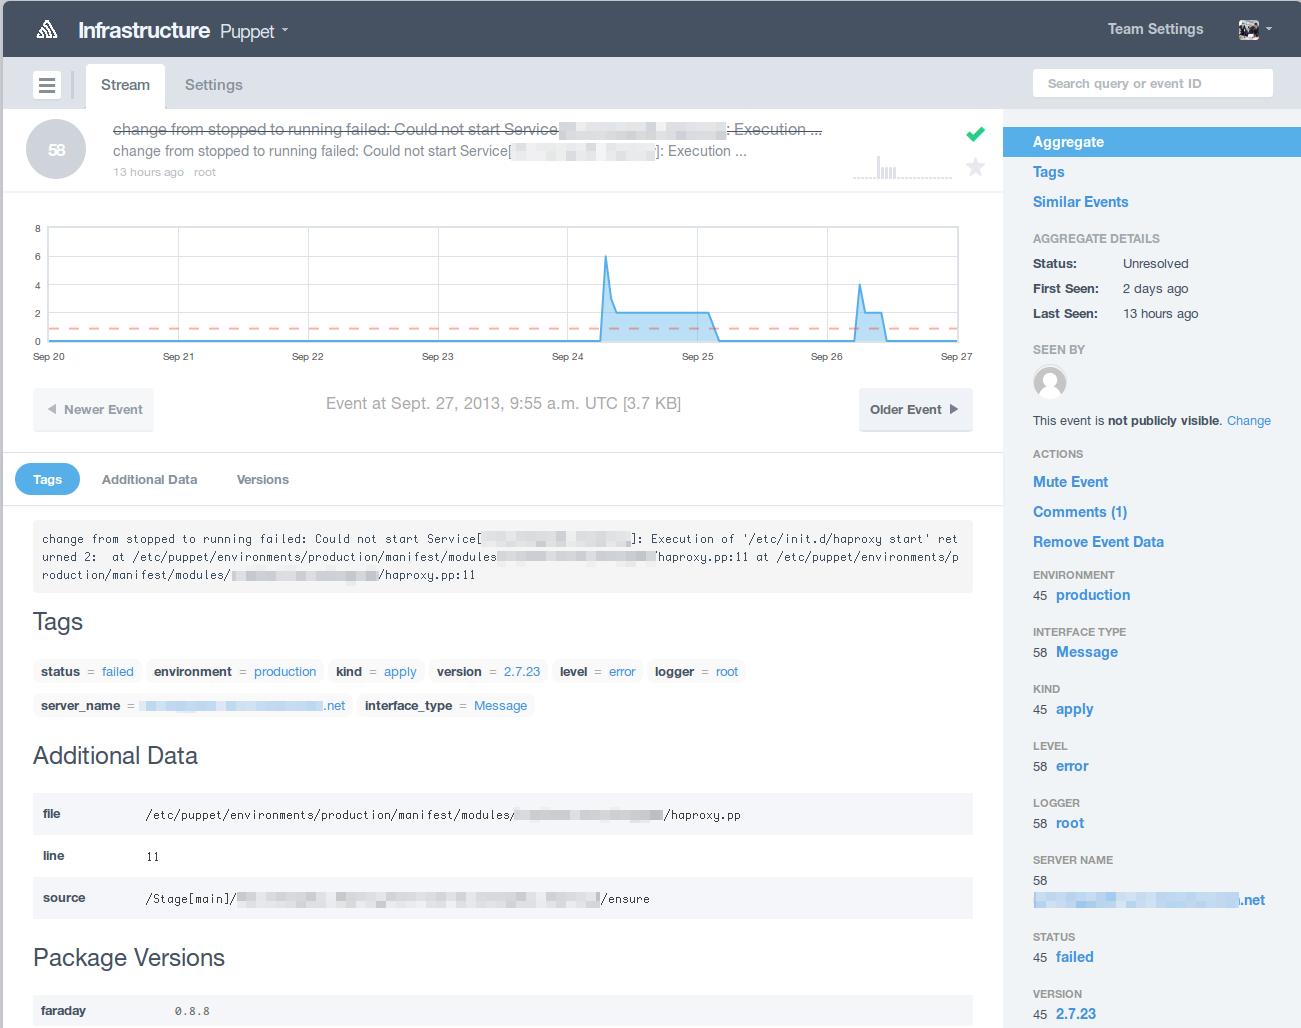 Infrastructure Puppet
Team Settings
Stream
Settings
Search query or event ID
58
change from stopped to running failed: Could not start Service : Execution ...
change from stopped to running failed: Could not start Service[ ]: Execution ...
13 hours ago root
8
6
4
2
0
Sep 20 Sep 21 Sep 22 Sep 23 Sep 24 Sep 25 Sep 26 Sep 27
Newer Event
Event at Sept. 27, 2013, 9:55 a.m. UTC [3.7 KB]
Older Event
Tags
Additional Data
Versions
change from stopped to running failed: Could not start Service[ ]: Execution of '/etc/init.d/haproxy start' ret
urned 2:  at /etc/puppet/environments/production/manifest/modules /haproxy.pp:11 at /etc/puppet/environments/p
roduction/manifest/modules/ /haproxy.pp:11
Tags
status = failed environment = production kind = apply version = 2.7.23 level = error logger = root
server_name = .net interface_type = Message
Additional Data
file /etc/puppet/environments/production/manifest/modules/ /haproxy.pp
line 11
source /Stage[main]/ /ensure
Package Versions
faraday 0.8.8
Aggregate
Tags
Similar Events
AGGREGATE DETAILS
Status: Unresolved
First Seen: 2 days ago
Last Seen: 13 hours ago
SEEN BY
This event is not publicly visible. Change
ACTIONS
Mute Event
Comments (1)
Remove Event Data
ENVIRONMENT
45 production
INTERFACE TYPE
58 Message
KIND
45 apply
LEVEL
58 error
LOGGER
58 root
SERVER NAME
58
.net
STATUS
45 failed
VERSION
45 2.7.23